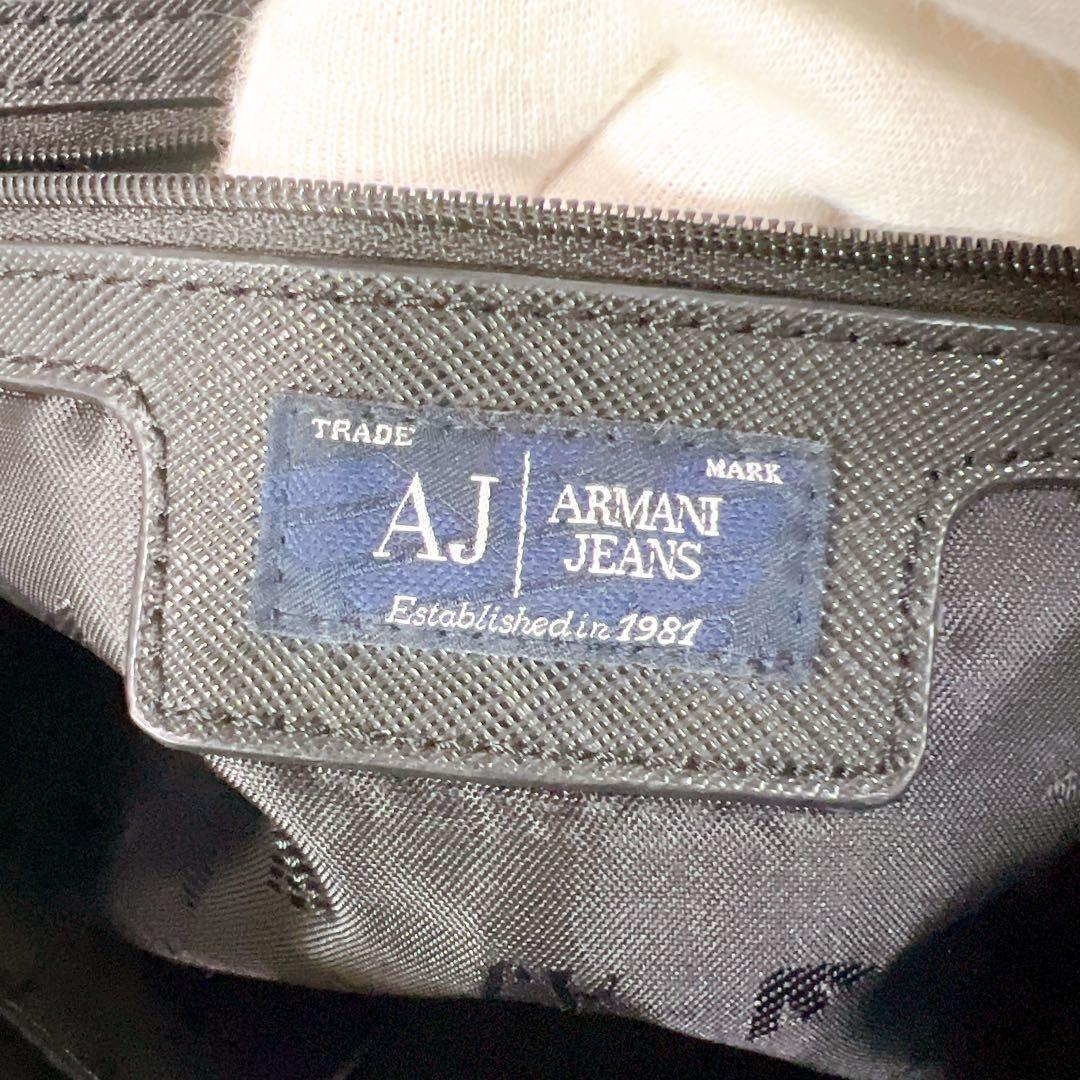 TRADE
MARK
AJ
ARMANI
JEANS
Established in 1981